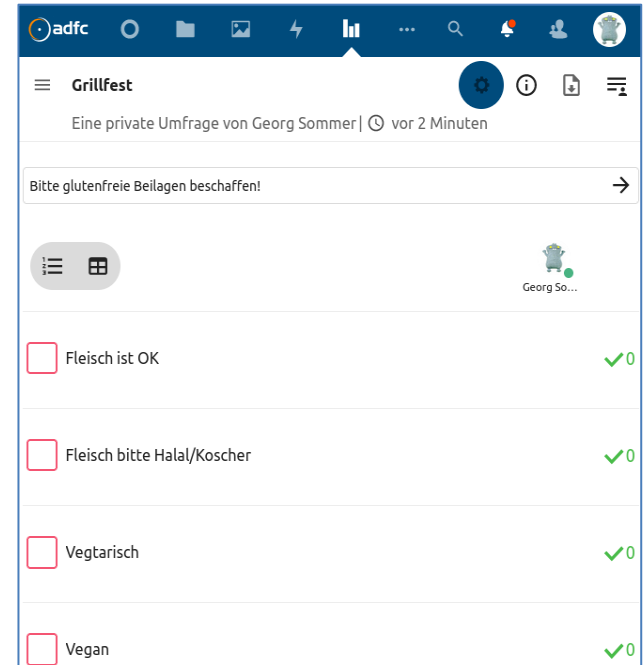 adfc
Grillfest
Eine private Umfrage von Georg Sommer| vor 2 Minuten
Bitte glutenfreie Beilagen beschaffen!
Georg So...
Fleisch ist OK
0
Fleisch bitte Halal/Koscher
0
Vegtarisch
0
Vegan
0